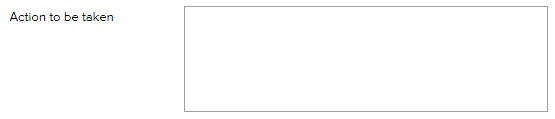 Action to be taken